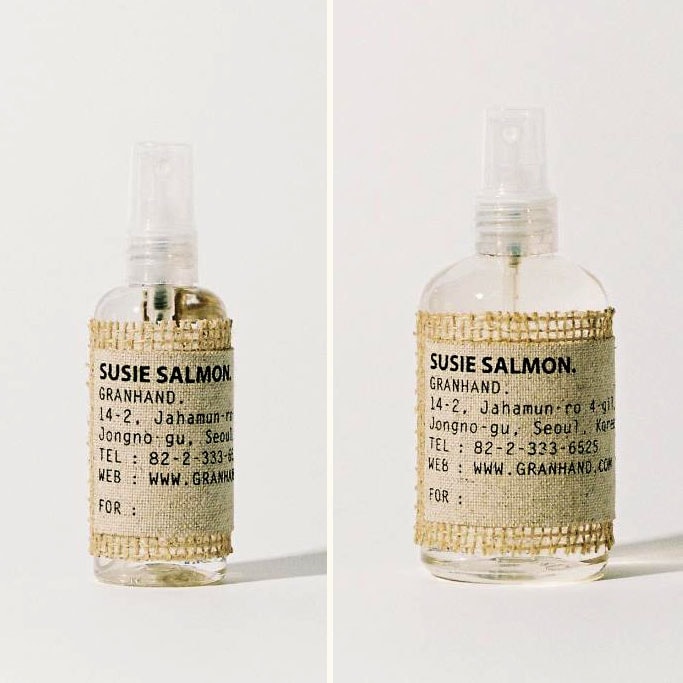 SUSIE SALMON.
GRANHAND.
14-2, Jahamun-ro
Jongno-gu, Seoul,
TEL : 82-2-333-65
WEB : WWW.GRANHAN
FOR :
SUSIE SALMON.
GRANHAND.
14-2, Jahamun-ro 4-gil,
Jongno-gu, Seoul, Korea
TEL : 82-2-333-6525
WEB : WWW.GRANHAND.COM
FOR :